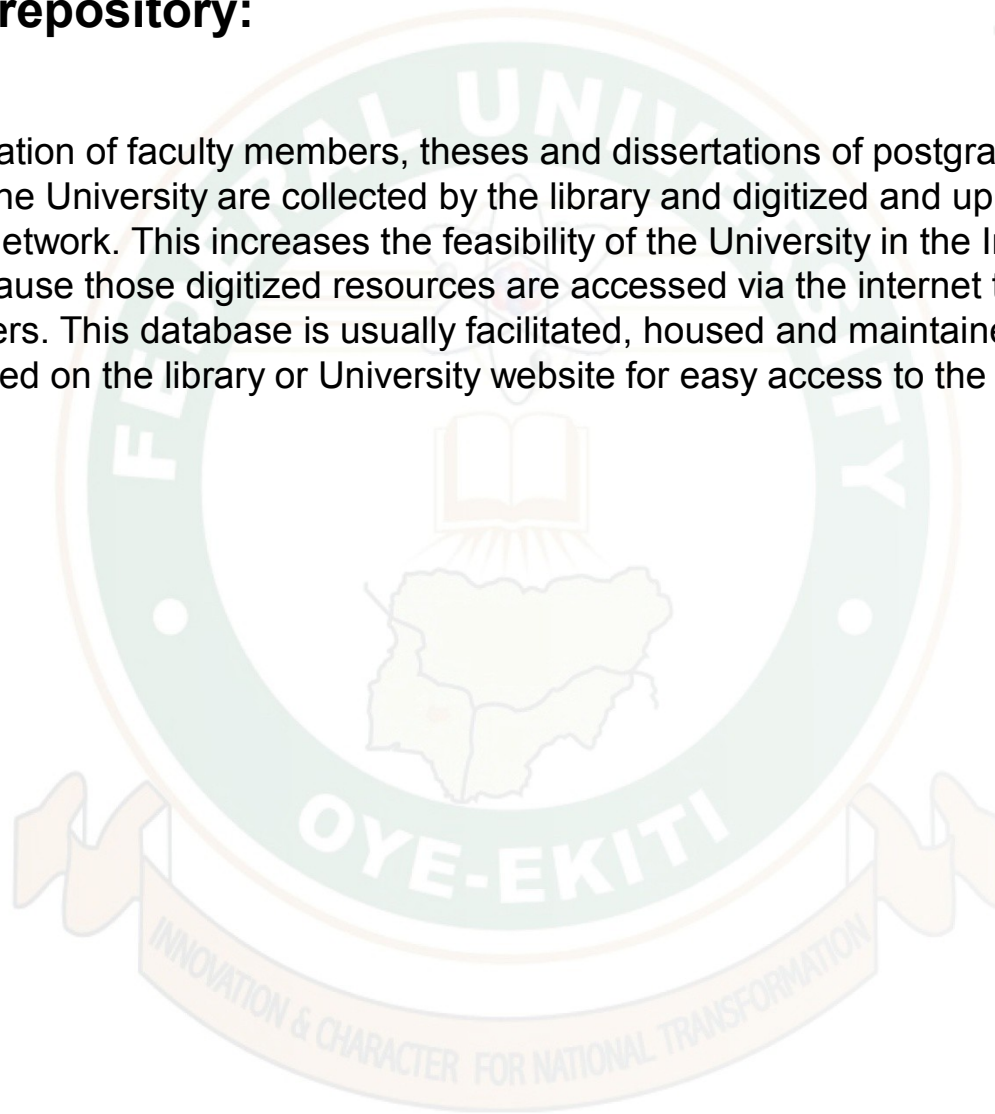 repository:
ation of faculty members, theses and dissertations of postgra
ne University are collected by the library and digitized and up
etwork. This increases the feasibility of the University in the I
ause those digitized resources are accessed via the internet
ers. This database is usually facilitated, housed and maintaine
ed on the library or University website for easy access to the
FEDERAL UNIVERSITY
OYE-EKITI
INNOVATION & CHARACTER FOR NATIONAL TRANSFORMATION